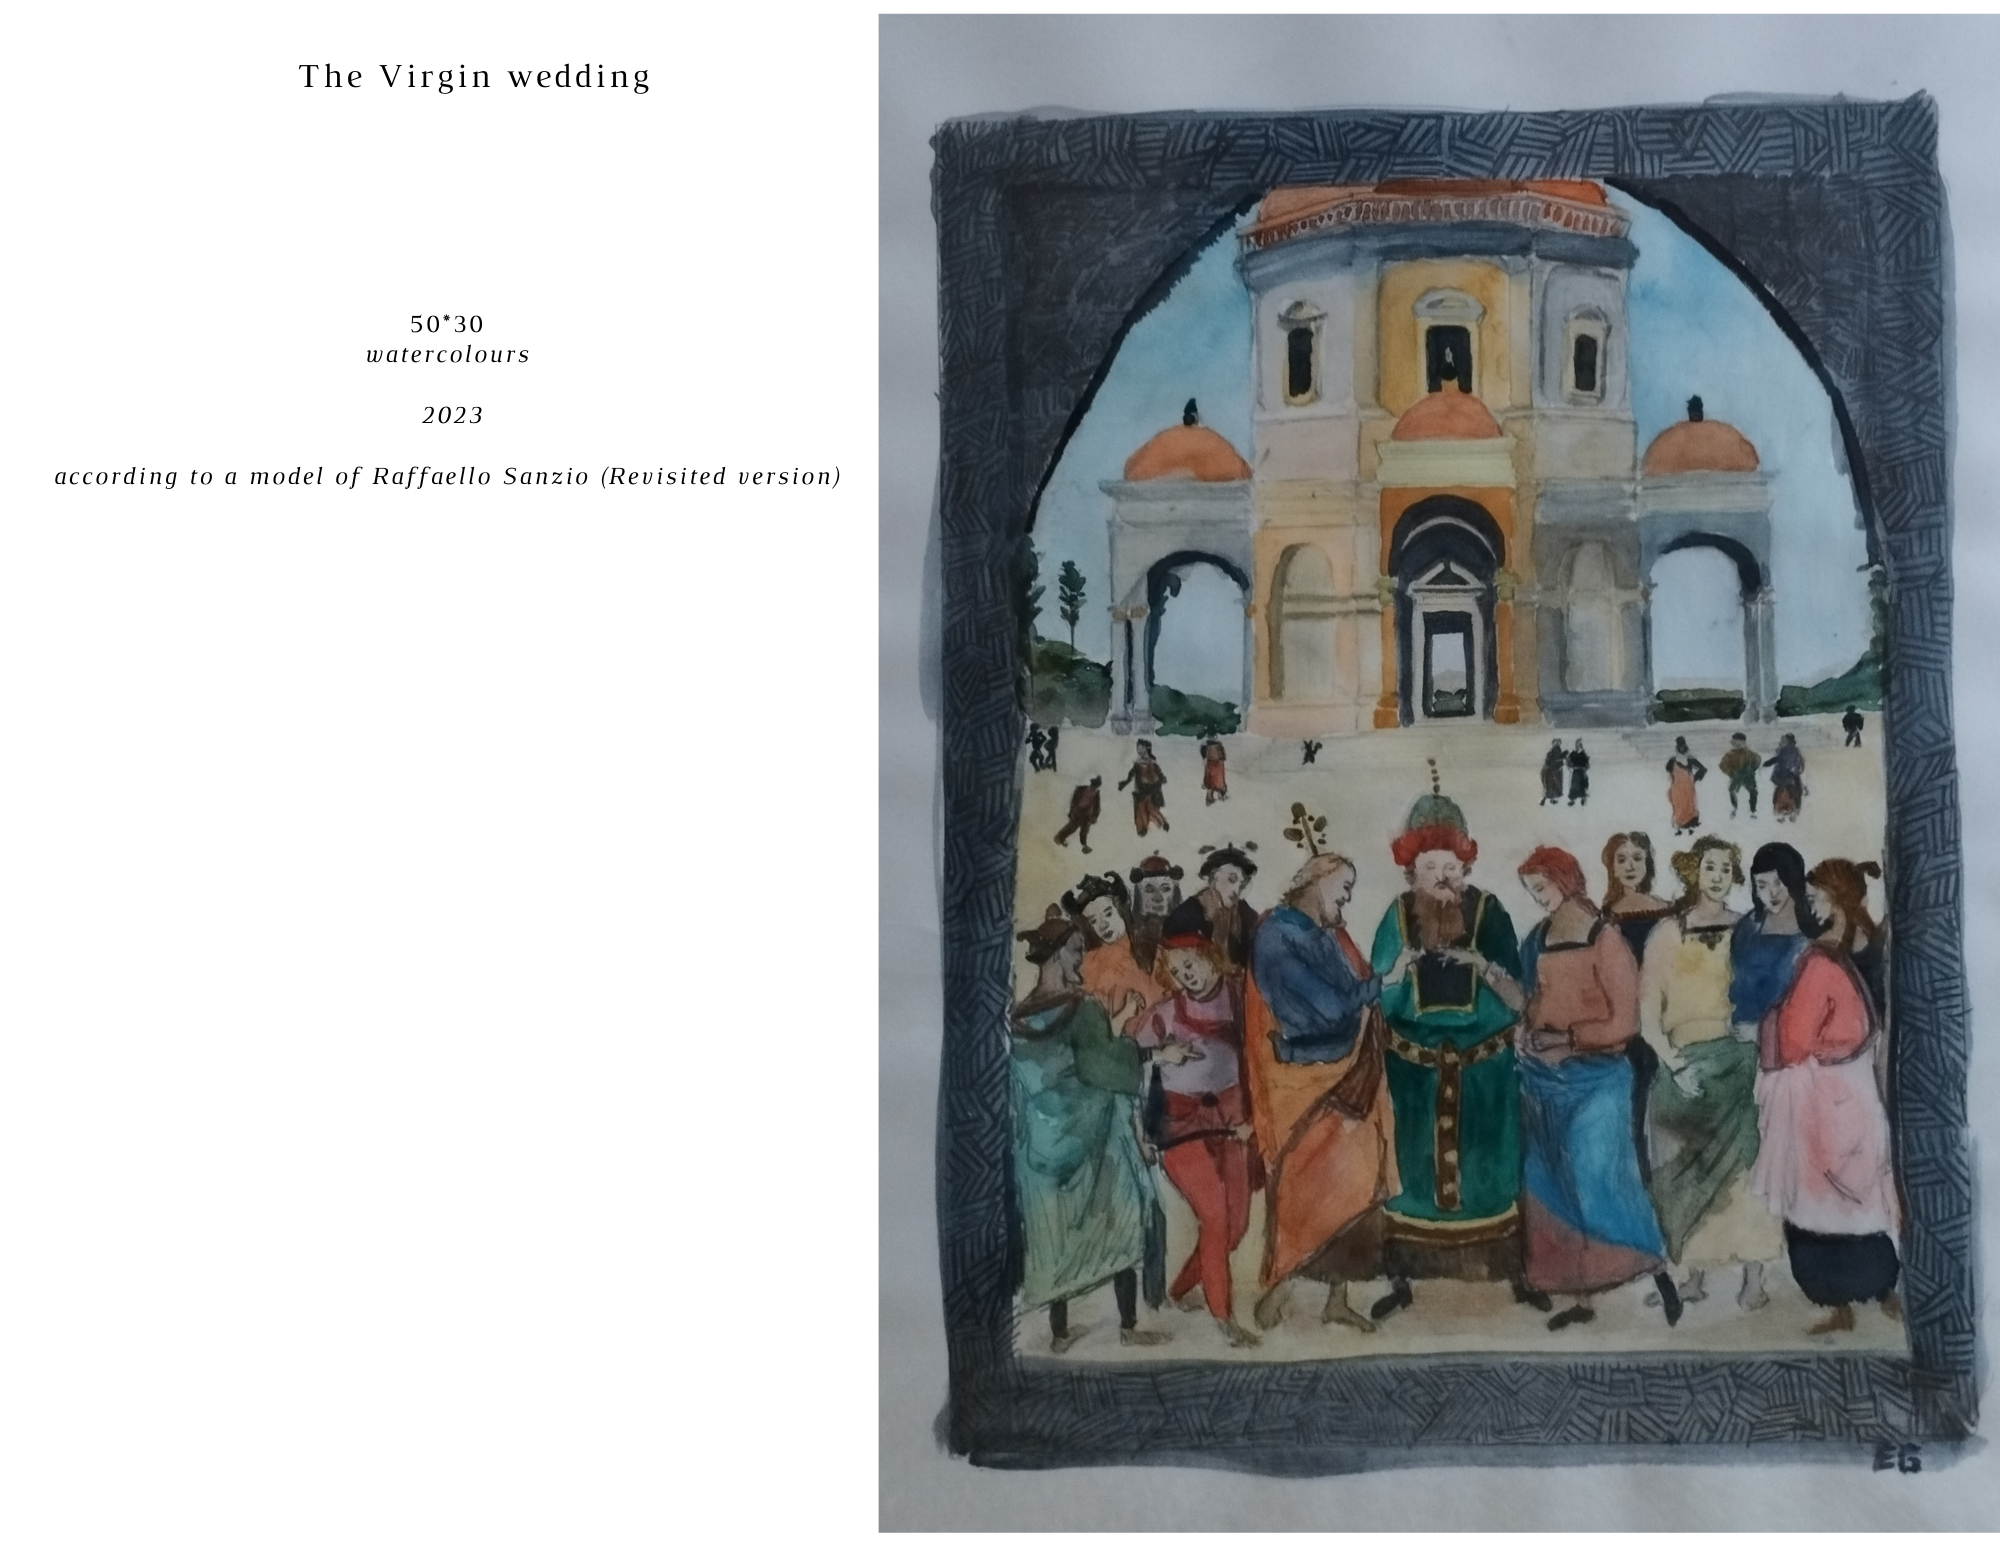 The Virgin wedding
50*30
watercolours
2023
according to a model of Raffaello Sanzio (Revisited version)
EG